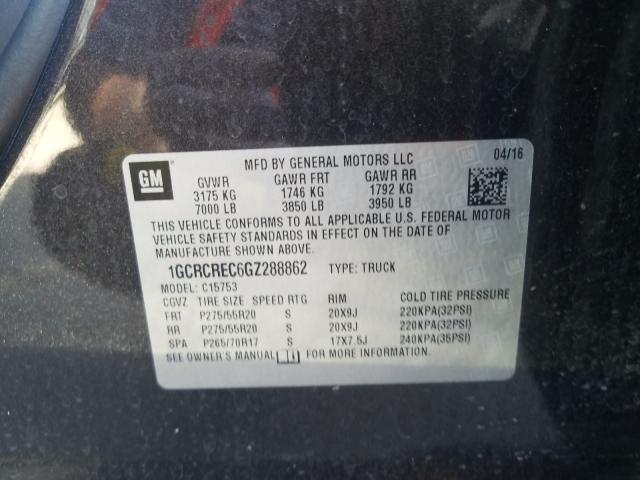 GM
MFD BY GENERAL MOTORS LLC 04/16
GVWR GAWR FRT GAWR RR
3175 KG 1746 KG 1792 KG
7000 LB 3850 LB 3950 LB
THIS VEHICLE CONFORMS TO ALL APPLICABLE U.S. FEDERAL MOTOR
VEHICLE SAFETY STANDARDS IN EFFECT ON THE DATE OF
MANUFACTURE SHOWN ABOVE.
1GCRCREC6GZ288862 TYPE: TRUCK
MODEL: C15753
CGVZ TIRE SIZE SPEED RTG RIM COLD TIRE PRESSURE
FRT P275/55R20 S 20X9J 220KPA(32PSI)
RR P275/55R20 S 20X9J 220KPA(32PSI)
SPA P265/70R17 S 17X7.5J 240KPA(35PSI)
SEE OWNER'S MANUAL FOR MORE INFORMATION.